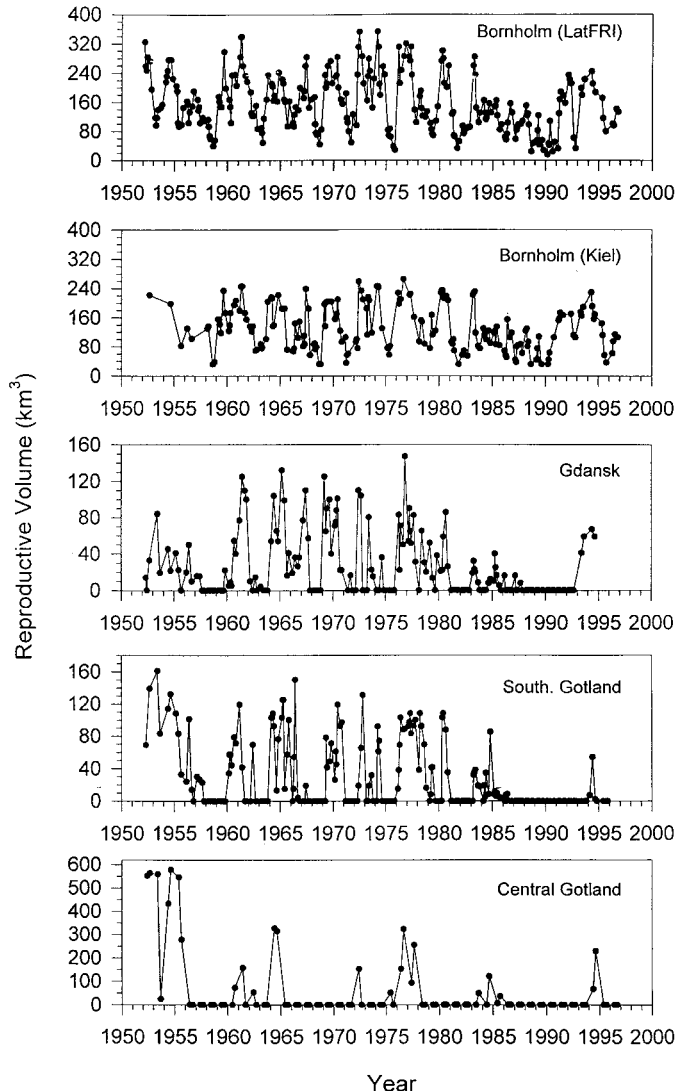 Reproductive Volume (km³)
400
320
240
160
80
0
Bornholm (LatFRI)
1950 1955 1960 1965 1970 1975 1980 1985 1990 1995 2000
400
320
240
160
80
0
Bornholm (Kiel)
1950 1955 1960 1965 1970 1975 1980 1985 1990 1995 2000
160
120
80
40
0
Gdansk
1950 1955 1960 1965 1970 1975 1980 1985 1990 1995 2000
160
120
80
40
0
South. Gotland
1950 1955 1960 1965 1970 1975 1980 1985 1990 1995 2000
600
500
400
300
200
100
0
Central Gotland
1950 1955 1960 1965 1970 1975 1980 1985 1990 1995 2000
Year